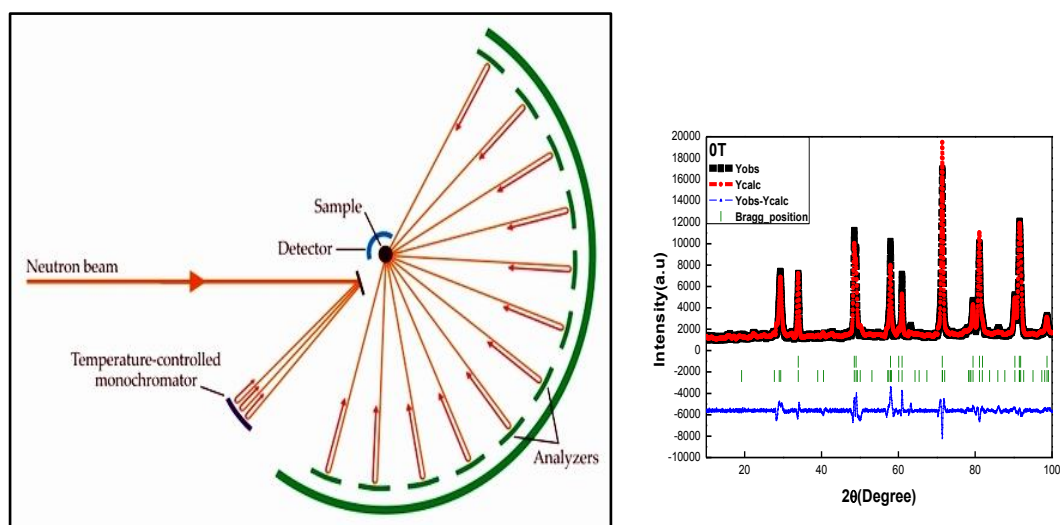 Sample
Detector
Neutron beam
Temperature-controlled
monochromator
Analyzers
0T
Yobs
Ycalc
Yobs-Ycalc
Bragg_position
Intensity(a.u)
20000
18000
16000
14000
12000
10000
8000
6000
4000
2000
0
-2000
-4000
-6000
-8000
-10000
20
40
60
80
100
2θ(Degree)